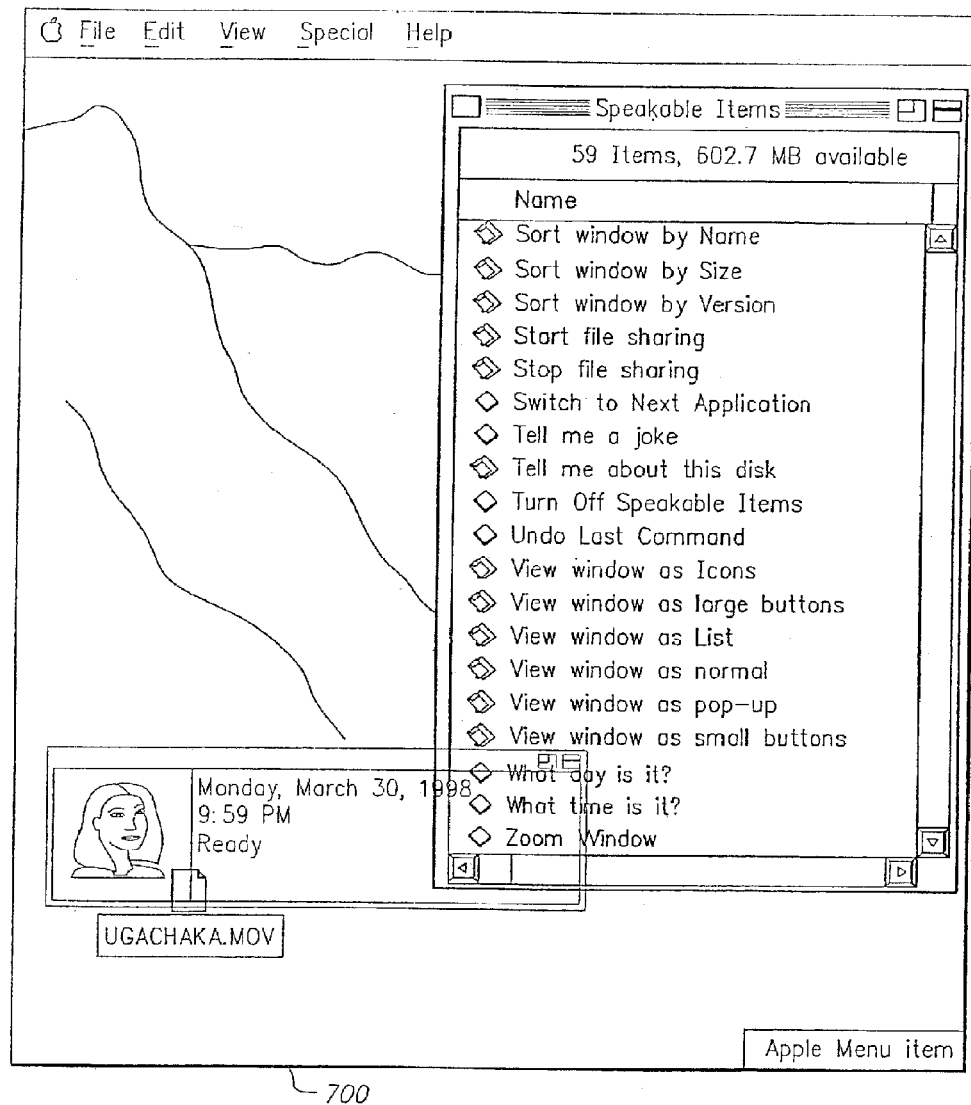 File Edit View Special Help
Speakable Items
59 Items, 602.7 MB available
Name
Sort window by Name
Sort window by Size
Sort window by Version
Start file sharing
Stop file sharing
Switch to Next Application
Tell me a joke
Tell me about this disk
Turn Off Speakable Items
Undo Last Command
View window as Icons
View window as large buttons
View window as List
View window as normal
View window as pop-up
View window as small buttons
What day is it?
What time is it?
Zoom Window
Monday, March 30, 1998
9:59 PM
Ready
UGACHAKA.MOV
Apple Menu item
700